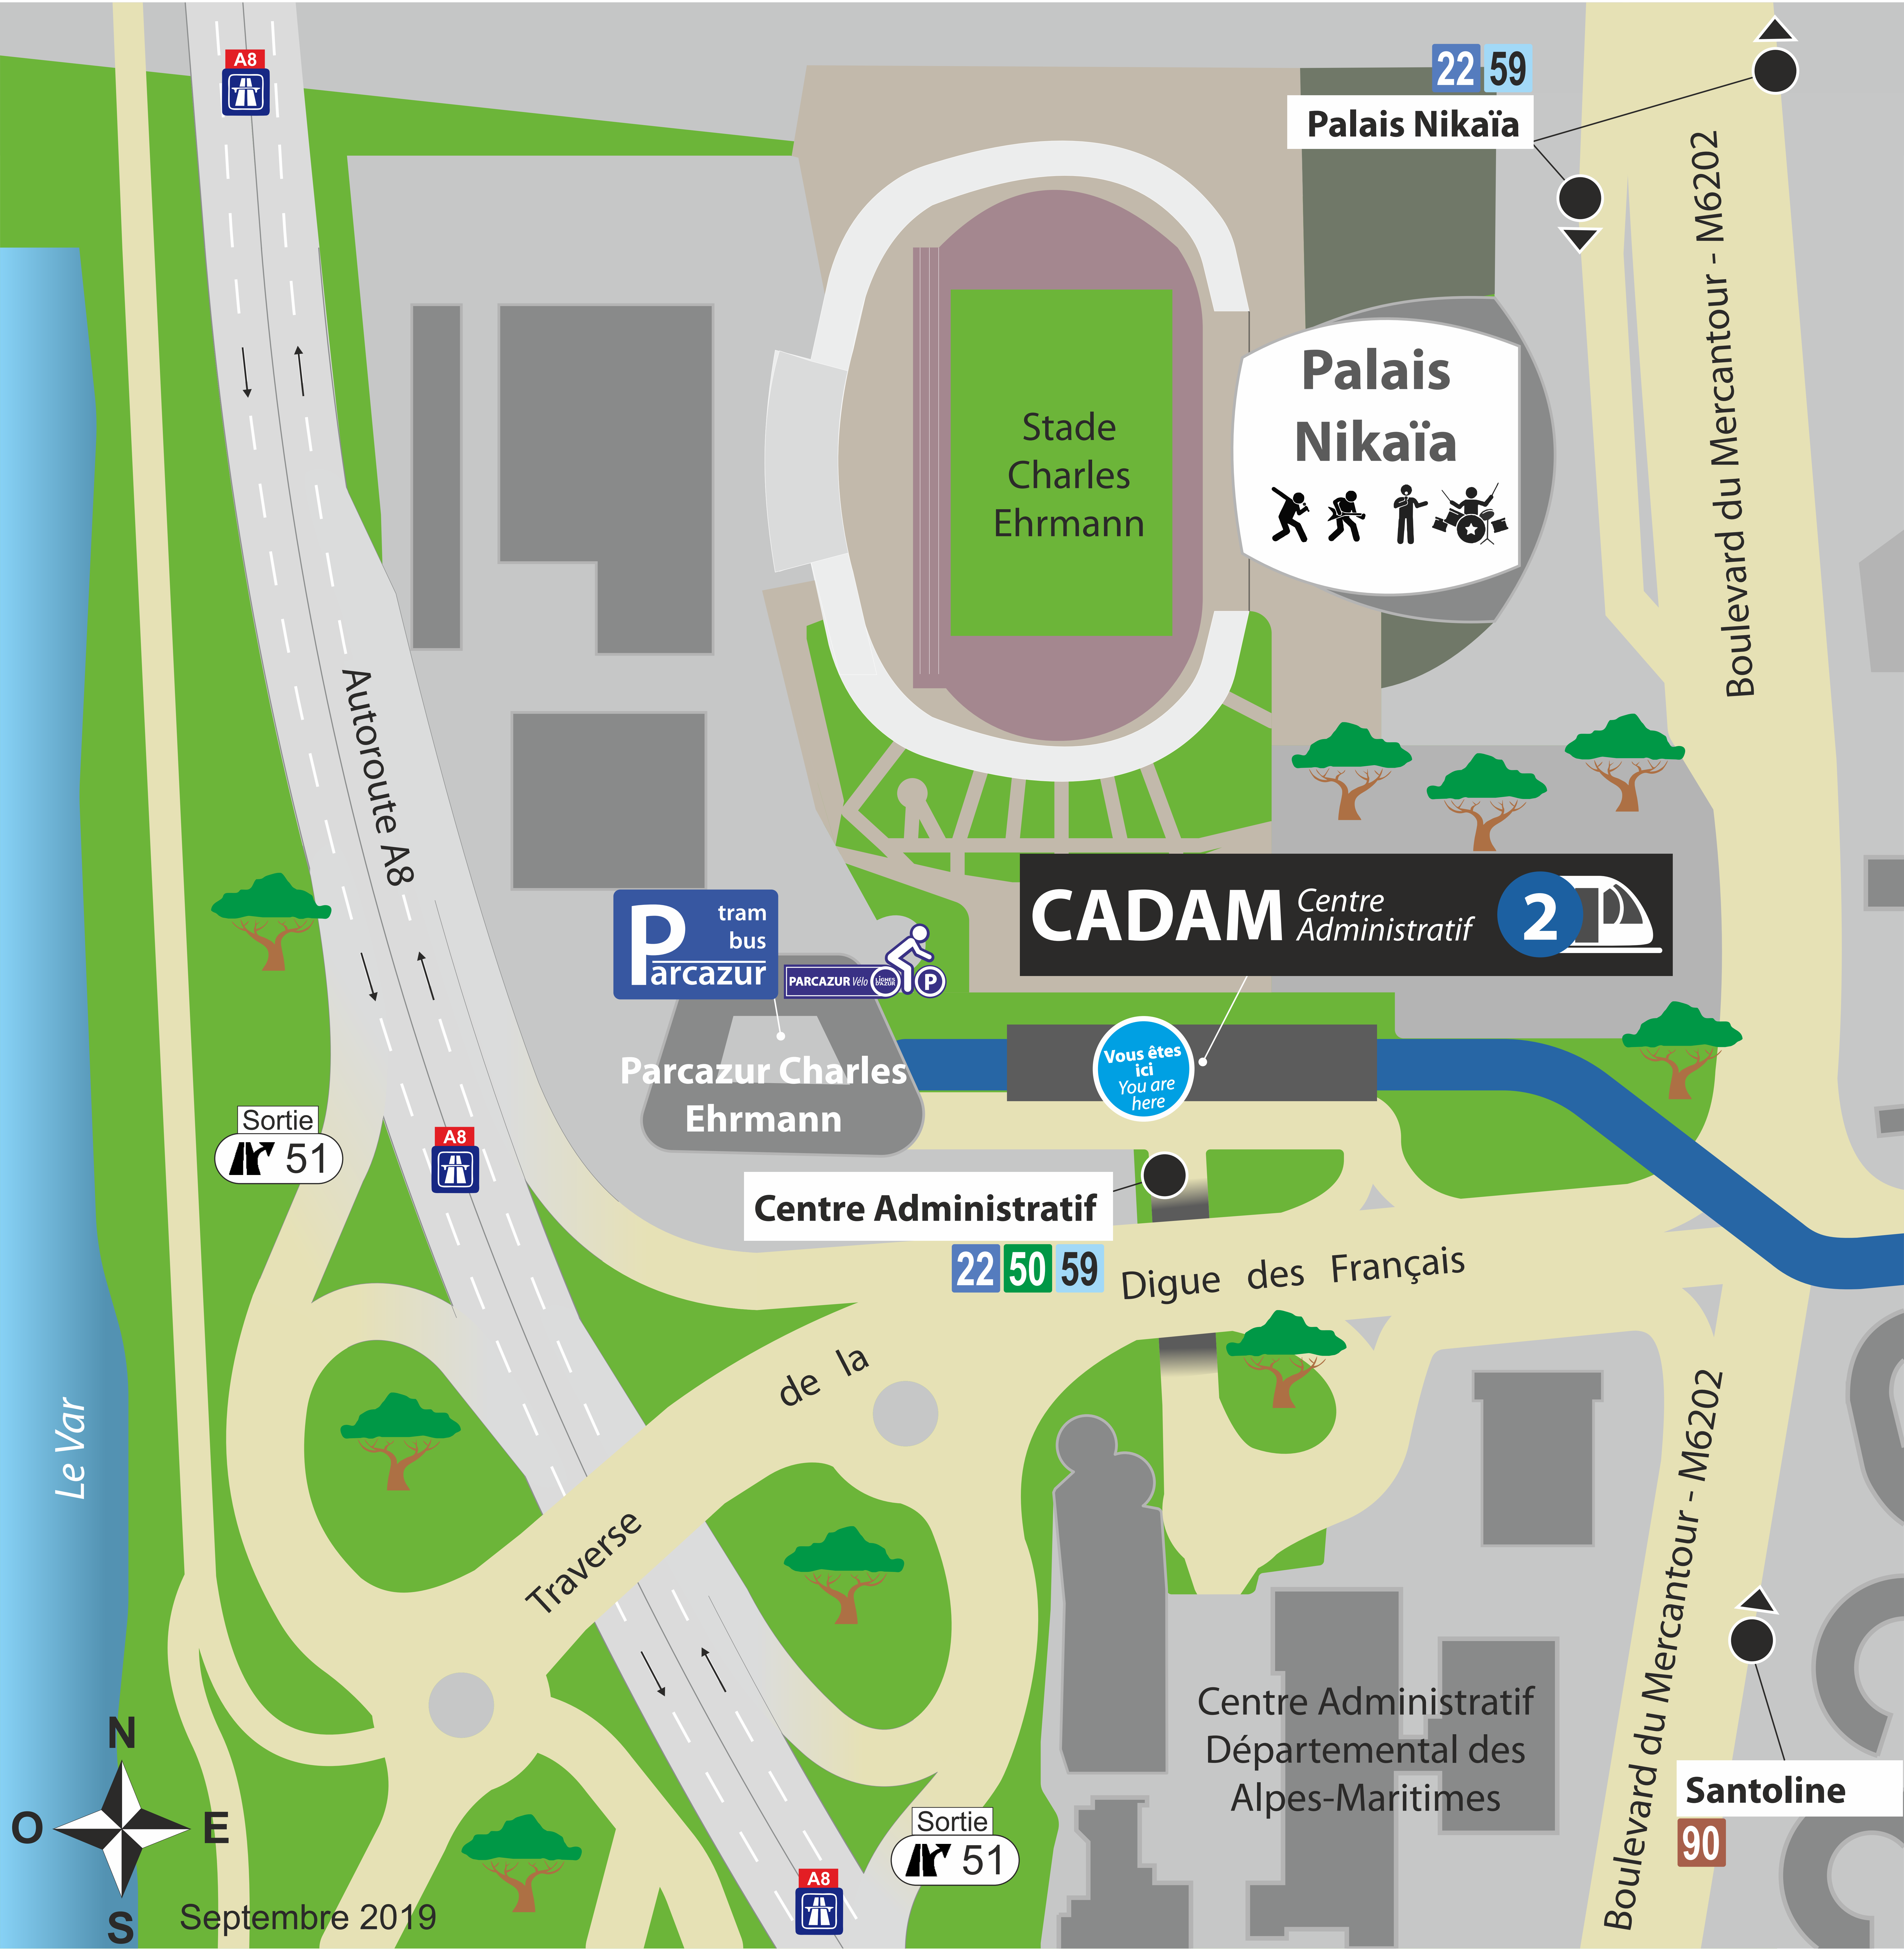 A8
22 59
Palais Nikaïa
Boulevard du Mercantour - M6202
Palais
Nikaïa
Stade
Charles
Ehrmann
Autoroute A8
CADAM Centre
Administratif 2
P
tram
bus
arcazur
PARCAZUR Vélo LIGNES D'AZUR P
Vous êtes
ici
You are
here
Parcazur Charles
Ehrmann
Sortie
51
A8
Centre Administratif
22 50 59
Traverse de la Digue des Français
Le Var
Boulevard du Mercantour - M6202
Centre Administratif
Départemental des
Alpes-Maritimes
Santoline
90
Sortie
51
A8
N
O E
S
Septembre 2019